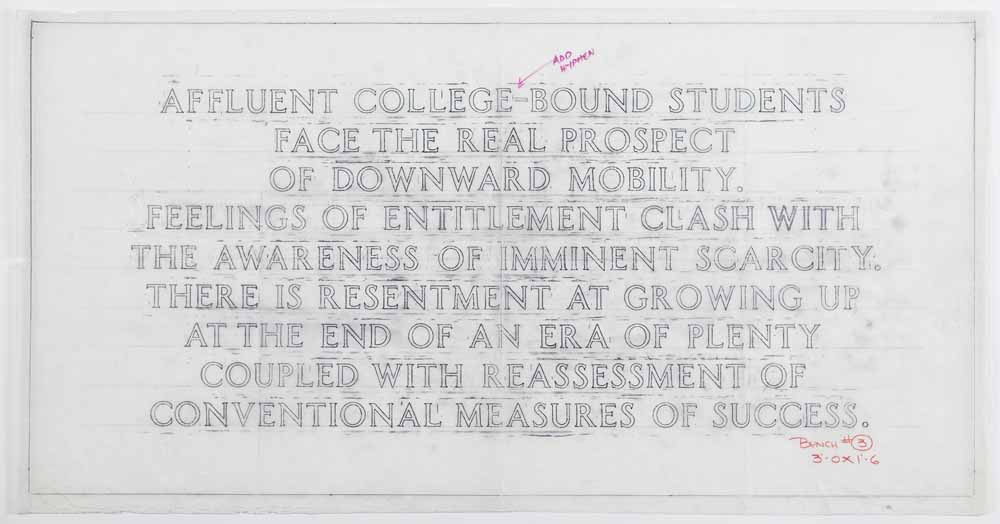 ADD
HYPHEN
AFFLUENT COLLEGE-BOUND STUDENTS
FACE THE REAL PROSPECT
OF DOWNWARD MOBILITY.
FEELINGS OF ENTITLEMENT CLASH WITH
THE AWARENESS OF IMMINENT SCARCITY.
THERE IS RESENTMENT AT GROWING UP
AT THE END OF AN ERA OF PLENTY
COUPLED WITH REASSESSMENT OF
CONVENTIONAL MEASURES OF SUCCESS.
BENCH #3
3'-0 X 1'-6